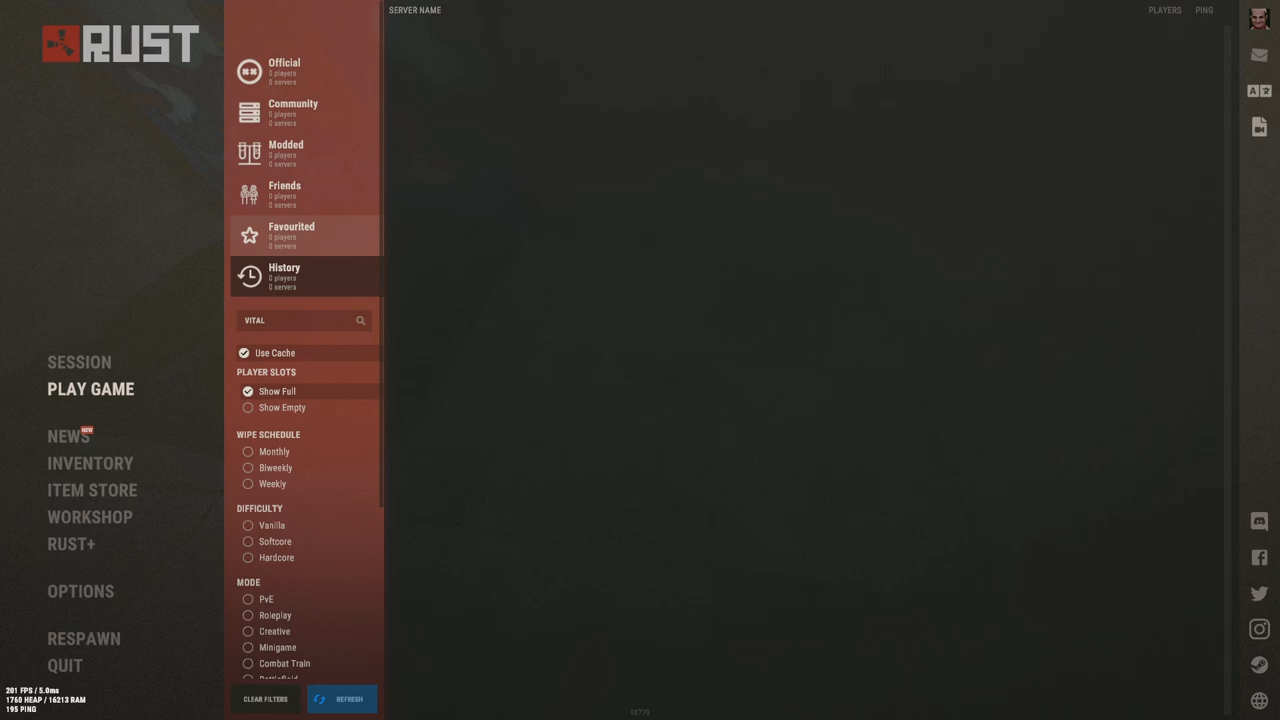 RUST
SESSION
PLAY GAME
NEWS
NEW
INVENTORY
ITEM STORE
WORKSHOP
RUST+
OPTIONS
RESPAWN
QUIT
201 FPS / 5.0ms
1760 HEAP / 16213 RAM
195 PING
Official
0 players
0 servers
Community
0 players
0 servers
Modded
0 players
0 servers
Friends
0 players
0 servers
Favourited
0 players
0 servers
History
0 players
0 servers
VITAL
Use Cache
PLAYER SLOTS
Show Full
Show Empty
WIPE SCHEDULE
Monthly
Biweekly
Weekly
DIFFICULTY
Vanilla
Softcore
Hardcore
MODE
PvE
Roleplay
Creative
Minigame
Combat Train
Battlefield
CLEAR FILTERS
REFRESH
SERVER NAME
PLAYERS
PING
A